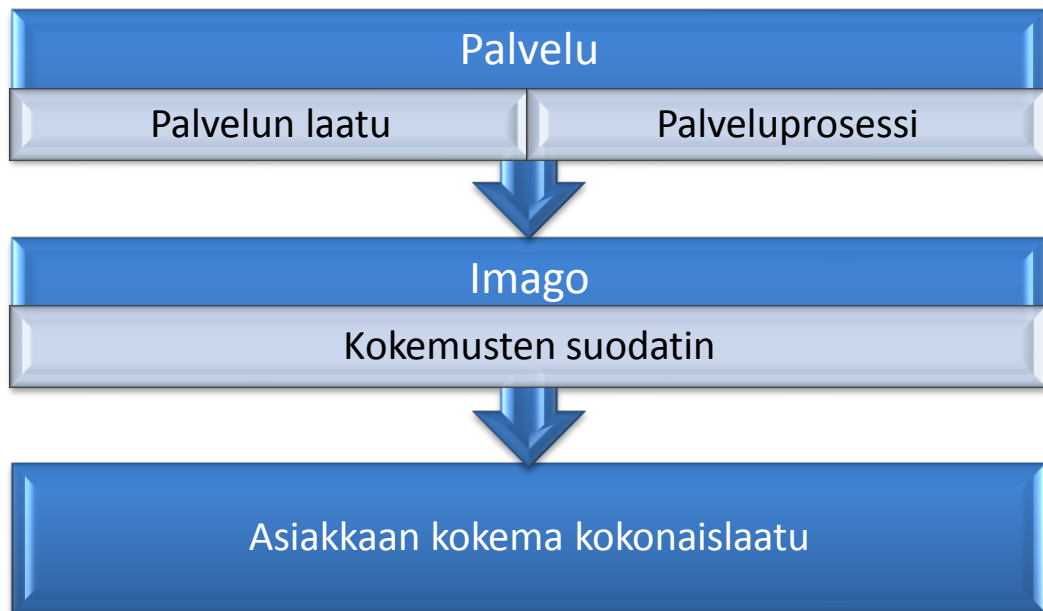 Palvelu
Palvelun laatu
Palveluprosessi
Imago
Kokemusten suodatin
Asiakkaan kokema kokonaislaatu